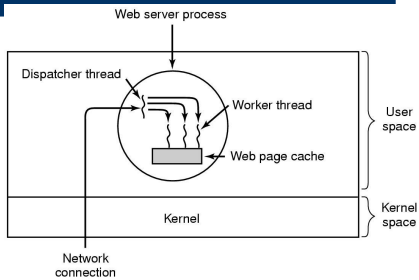 Web server process
Dispatcher thread
Worker thread
Web page cache
User
space
Kernel
Kernel
space
Network
connection